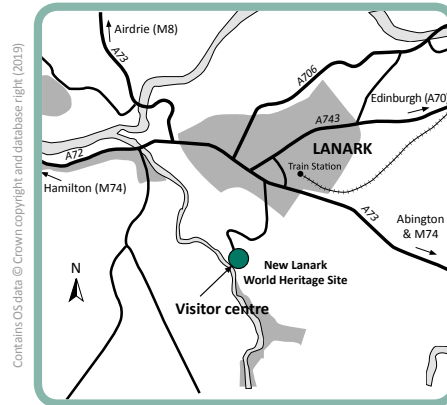 Airdrie (M8)
A73
A706
Edinburgh (A70)
A743
LANARK
Train Station
A72
Hamilton (M74)
A73
Abington
& M74
N
New Lanark
World Heritage Site
Visitor centre
Contains OS data © Crown copyright and database right (2019)